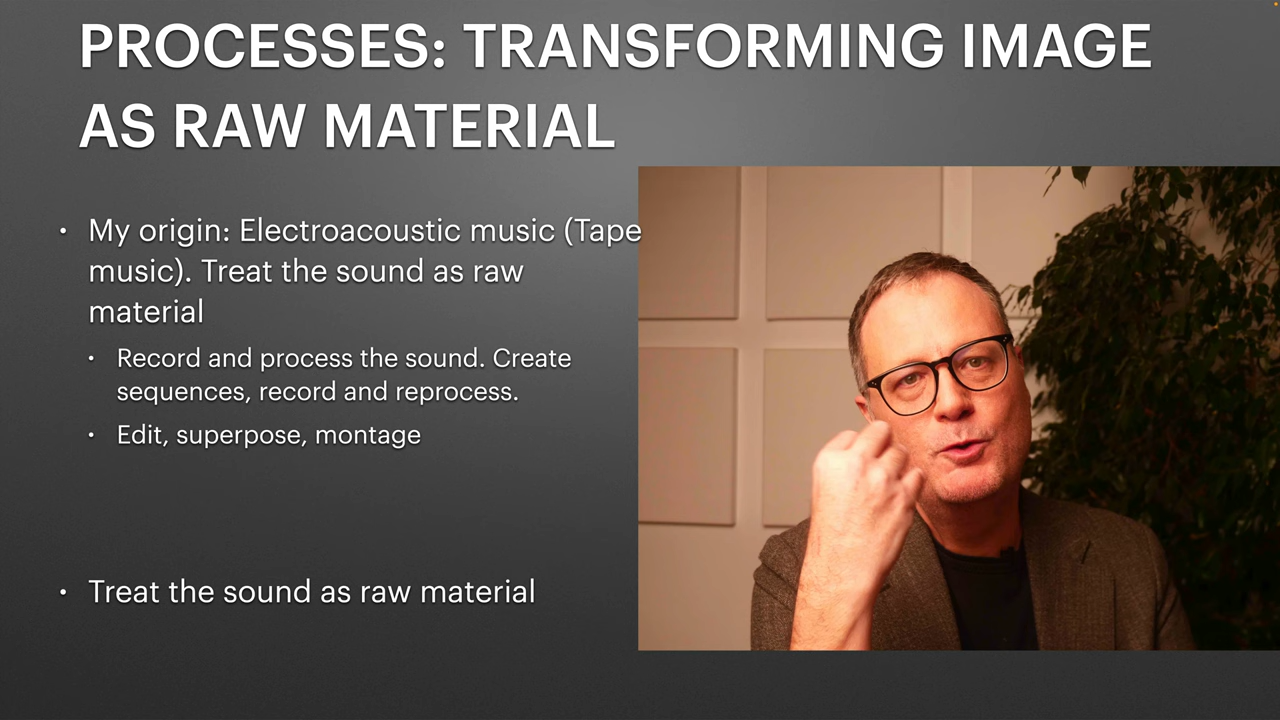 PROCESSES: TRANSFORMING IMAGE
AS RAW MATERIAL
• My origin: Electroacoustic music (Tape
music). Treat the sound as raw
material
• Record and process the sound. Create
sequences, record and reprocess.
• Edit, superpose, montage
• Treat the sound as raw material